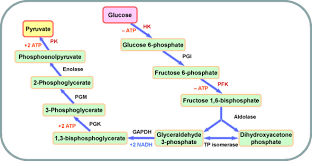 Glucose
Pyruvate
HK
– ATP
+2 ATP
PK
Glucose 6-phosphate
Phosphoenolpyruvate
PGI
Enolase
Fructose 6-phosphate
2-Phosphoglycerate
– ATP
PFK
PGM
Fructose 1,6-bisphosphate
3-Phosphoglycerate
Aldolase
+2 ATP
PGK
GAPDH
1,3-bisphosphoglycerate
+2 NADH
Glyceraldehyde
3-phosphate
TP isomerase
Dihydroxyacetone
phosphate